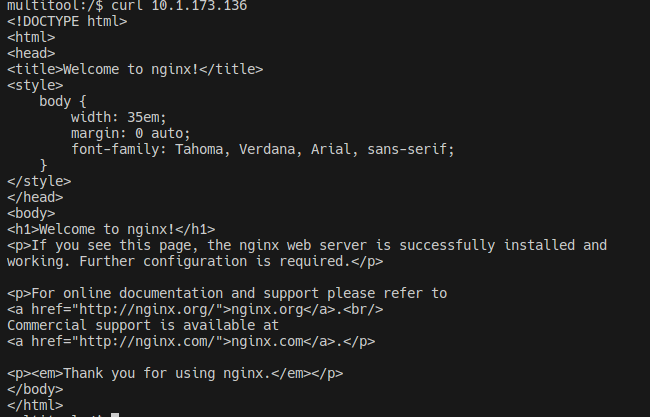 multitool:/$ curl 10.1.173.136
<!DOCTYPE html>
<html>
<head>
<title>Welcome to nginx!</title>
<style>
    body {
        width: 35em;
        margin: 0 auto;
        font-family: Tahoma, Verdana, Arial, sans-serif;
    }
</style>
</head>
<body>
<h1>Welcome to nginx!</h1>
<p>If you see this page, the nginx web server is successfully installed and
working. Further configuration is required.</p>

<p>For online documentation and support please refer to
<a href="http://nginx.org/">nginx.org</a>.<br/>
Commercial support is available at
<a href="http://nginx.com/">nginx.com</a>.</p>

<p><em>Thank you for using nginx.</em></p>
</body>
</html>